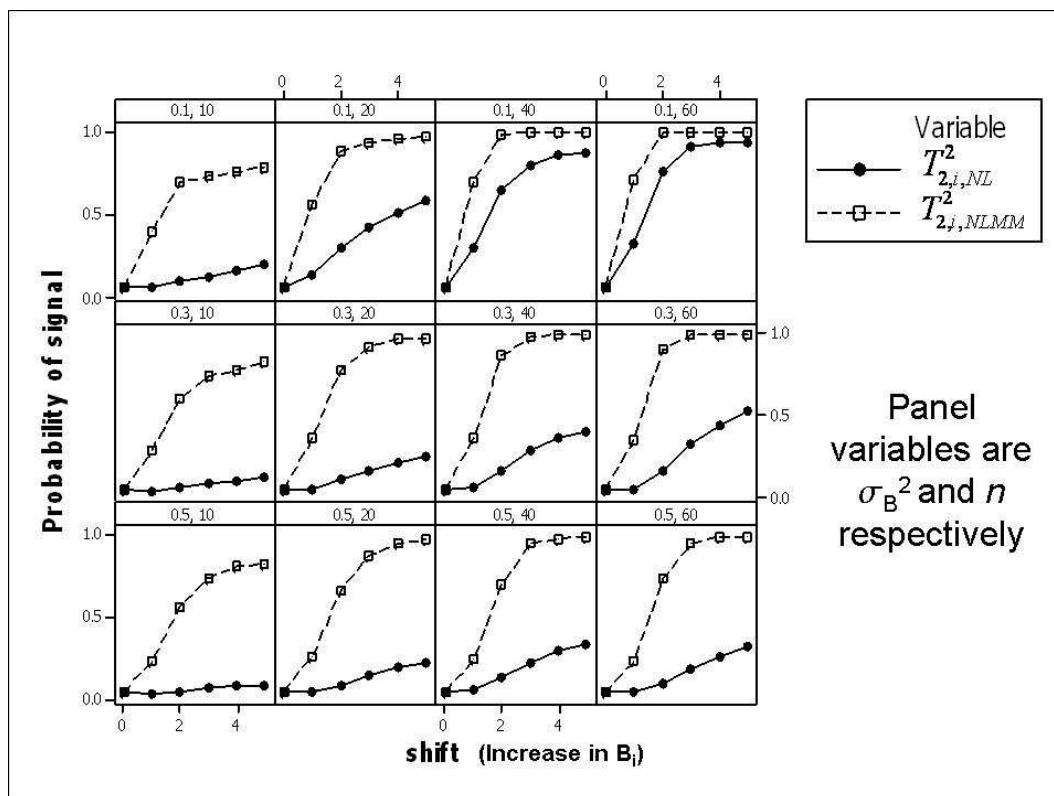 0 2 4 0 2 4
0.1, 10 0.1, 20 0.1, 40 0.1, 60
1.0
0.5
0.0
0.3, 10 0.3, 20 0.3, 40 0.3, 60
1.0
0.5
0.0
0.5, 10 0.5, 20 0.5, 40 0.5, 60
1.0
0.5
0.0
0 2 4 0 2 4
Probability of signal
shift (Increase in Bᵢ)
Variable
T²₂,ᵢ,NL
T²₂,ᵢ,NLMM
Panel
variables are
σB² and n
respectively